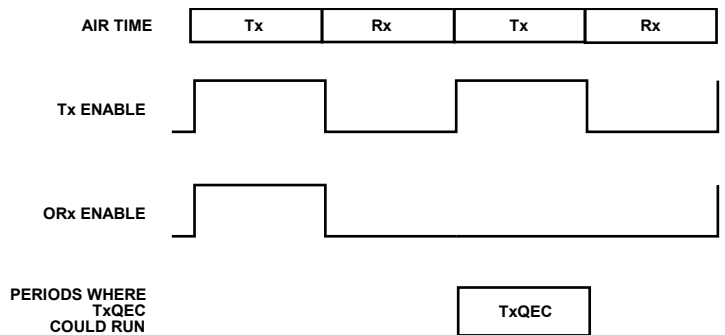 AIR TIME Tx Rx Tx Rx
Tx ENABLE
ORx ENABLE
PERIODS WHERE
TxQEC
COULD RUN
TxQEC